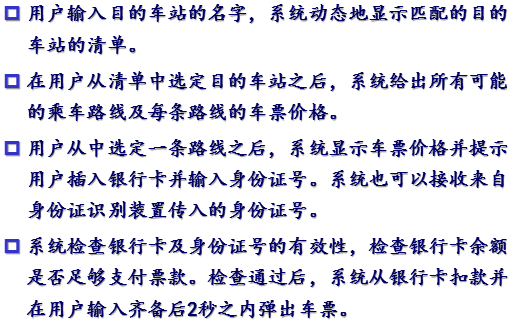 用户输入目的车站的名字，系统动态地显示匹配的目的
车站的清单。
在用户从清单中选定目的车站之后，系统给出所有可能
的乘车路线及每条路线的车票价格。
用户从中选定一条路线之后，系统显示车票价格并提示
用户插入银行卡并输入身份证号。系统也可以接收来自
身份证识别装置传入的身份证号。
系统检查银行卡及身份证号的有效性，检查银行卡余额
是否足够支付票款。检查通过后，系统从银行卡扣款并
在用户输入齐备后2秒之内弹出车票。